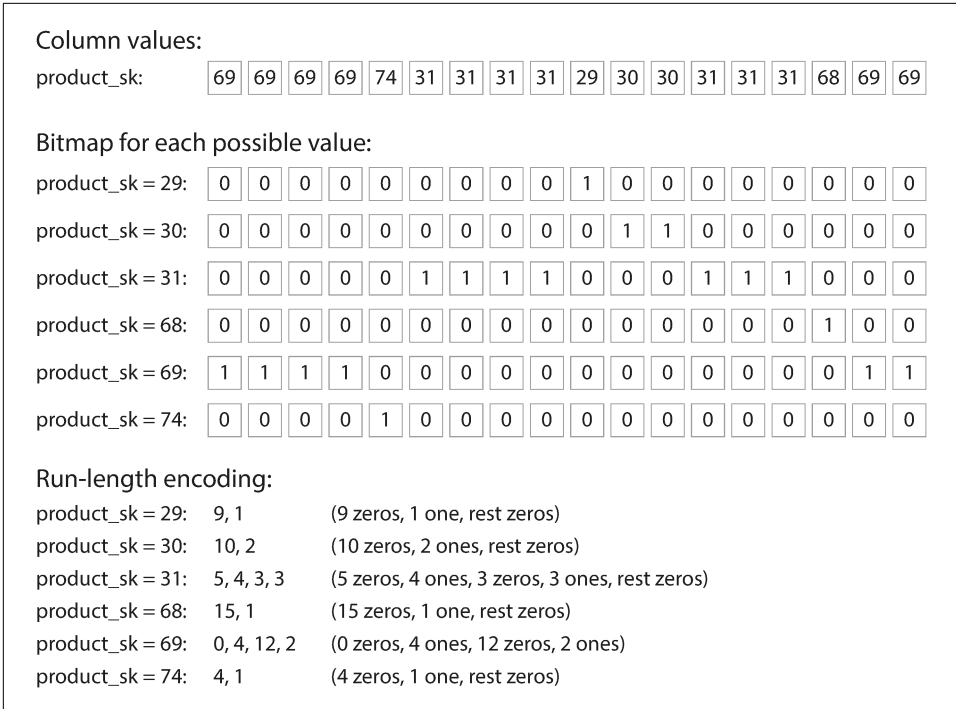 Column values:
product_sk: 69 69 69 69 74 31 31 31 31 29 30 30 31 31 31 68 69 69
Bitmap for each possible value:
product_sk = 29: 0 0 0 0 0 0 0 0 0 1 0 0 0 0 0 0 0 0
product_sk = 30: 0 0 0 0 0 0 0 0 0 0 1 1 0 0 0 0 0 0
product_sk = 31: 0 0 0 0 0 1 1 1 1 0 0 0 1 1 1 0 0 0
product_sk = 68: 0 0 0 0 0 0 0 0 0 0 0 0 0 0 0 1 0 0
product_sk = 69: 1 1 1 1 0 0 0 0 0 0 0 0 0 0 0 0 1 1
product_sk = 74: 0 0 0 0 1 0 0 0 0 0 0 0 0 0 0 0 0 0
Run-length encoding:
product_sk = 29: 9, 1 (9 zeros, 1 one, rest zeros)
product_sk = 30: 10, 2 (10 zeros, 2 ones, rest zeros)
product_sk = 31: 5, 4, 3, 3 (5 zeros, 4 ones, 3 zeros, 3 ones, rest zeros)
product_sk = 68: 15, 1 (15 zeros, 1 one, rest zeros)
product_sk = 69: 0, 4, 12, 2 (0 zeros, 4 ones, 12 zeros, 2 ones)
product_sk = 74: 4, 1 (4 zeros, 1 one, rest zeros)